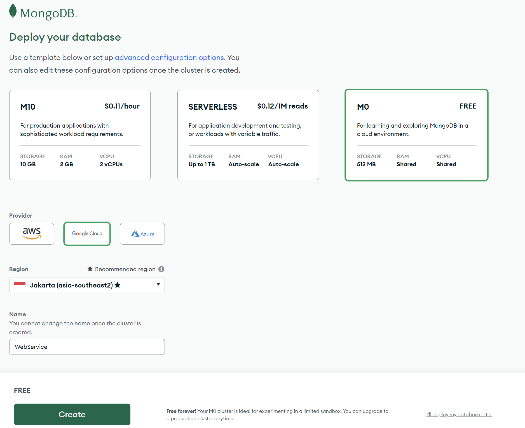 MongoDB.
Deploy your database
Use a template below or set up advanced configuration options. You
can also edit these configuration options once the cluster is created.
M10 $0.11/hour
For production applications with
sophisticated workload requirements.
STORAGE RAM VCPU
10 GB 2 GB 2 vCPUs
SERVERLESS $0.12/1M reads
For application development and testing,
or workloads with variable traffic.
STORAGE RAM VCPU
Up to 1TB Auto-scale Auto-scale
M0 FREE
For learning and exploring MongoDB in a
cloud environment.
STORAGE RAM VCPU
512 MB Shared Shared
Provider
aws Google Cloud Azure
Region ★ Recommended region
Jakarta (asia-southeast2) ★
Name
You cannot change the name once the cluster is
created.
WebService
FREE
Create
Free forever! Your M0 cluster is ideal for experimenting in a limited sandbox. You can upgrade to
a production cluster anytime.